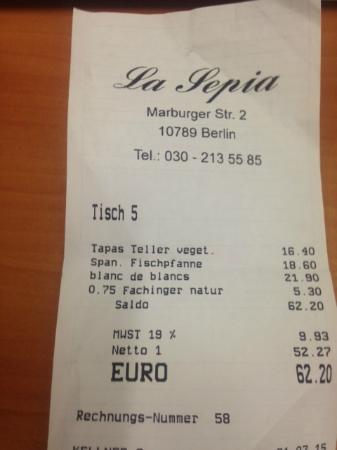 La Sepia
Marburger Str. 2
10789 Berlin
Tel.: 030 - 213 55 85
Tisch 5
Tapas Teller veget. 16.40
Span. Fischpfanne 18.60
blanc de blancs 21.90
0.75 Fachinger natur 5.30
Saldo 62.20
MWST 19 % 9.93
Netto 1 52.27
EURO 62.20
Rechnungs-Nummer 58